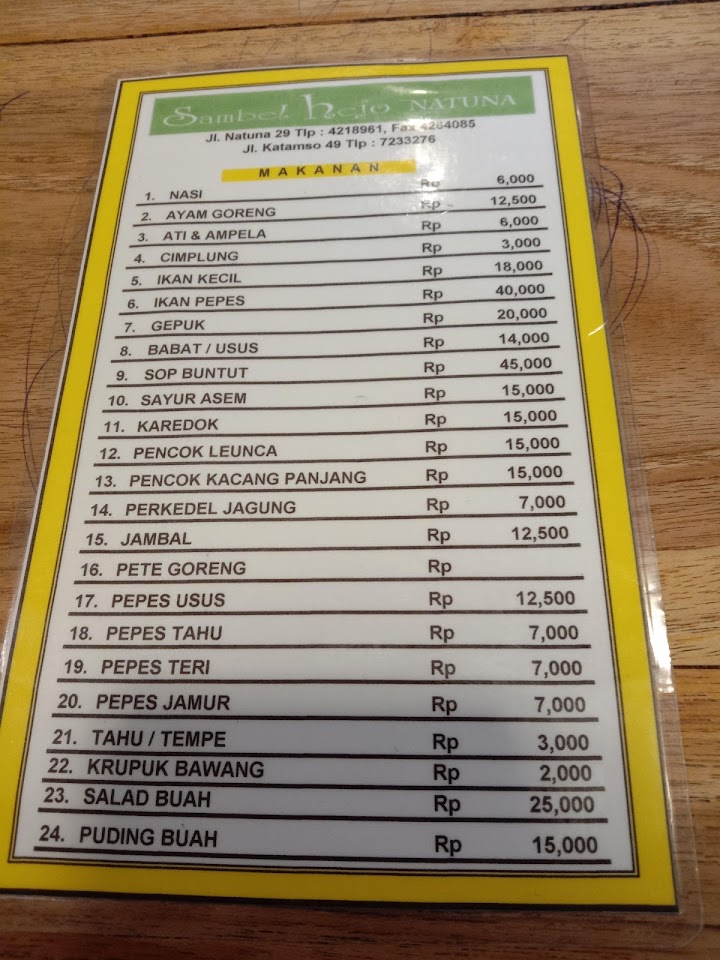 Sambel Hejo NATUNA
Jl. Natuna 29 Tlp : 4218961, Fax 4264085
Jl. Katamso 49 Tlp : 7233276
MAKANAN
1. NASI Rp 6,000
2. AYAM GORENG Rp 12,500
3. ATI & AMPELA Rp 6,000
4. CIMPLUNG Rp 3,000
5. IKAN KECIL Rp 18,000
6. IKAN PEPES Rp 40,000
7. GEPUK Rp 20,000
8. BABAT / USUS Rp 14,000
9. SOP BUNTUT Rp 45,000
10. SAYUR ASEM Rp 15,000
11. KAREDOK Rp 15,000
12. PENCOK LEUNCA Rp 15,000
13. PENCOK KACANG PANJANG Rp 15,000
14. PERKEDEL JAGUNG Rp 7,000
15. JAMBAL Rp 12,500
16. PETE GORENG Rp
17. PEPES USUS Rp 12,500
18. PEPES TAHU Rp 7,000
19. PEPES TERI Rp 7,000
20. PEPES JAMUR Rp 7,000
21. TAHU / TEMPE Rp 3,000
22. KRUPUK BAWANG Rp 2,000
23. SALAD BUAH Rp 25,000
24. PUDING BUAH Rp 15,000